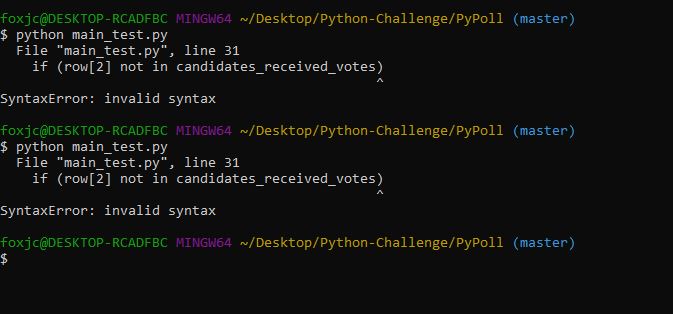 foxjc@DESKTOP-RCADFBC MINGW64 ~/Desktop/Python-Challenge/PyPoll (master)
$ python main_test.py
  File "main_test.py", line 31
    if (row[2] not in candidates_received_votes)
                                               ^
SyntaxError: invalid syntax

foxjc@DESKTOP-RCADFBC MINGW64 ~/Desktop/Python-Challenge/PyPoll (master)
$ python main_test.py
  File "main_test.py", line 31
    if (row[2] not in candidates_received_votes)
                                               ^
SyntaxError: invalid syntax

foxjc@DESKTOP-RCADFBC MINGW64 ~/Desktop/Python-Challenge/PyPoll (master)
$